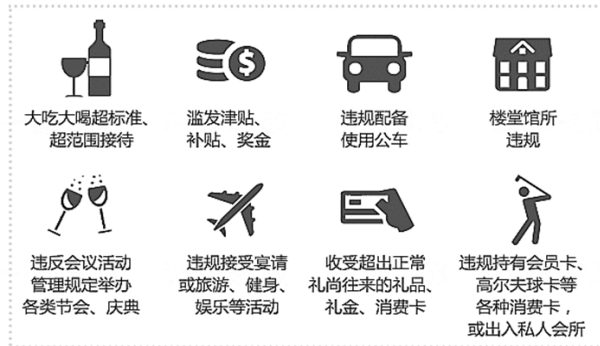 大吃大喝超标准、
超范围接待
滥发津贴、
补贴、奖金
违规配备
使用公车
楼堂馆所
违规
违反会议活动
管理规定举办
各类节会、庆典
违规接受宴请
或旅游、健身、
娱乐等活动
收受超出正常
礼尚往来的礼品、
礼金、消费卡
违规持有会员卡、
高尔夫球卡等
各种消费卡，
或出入私人会所